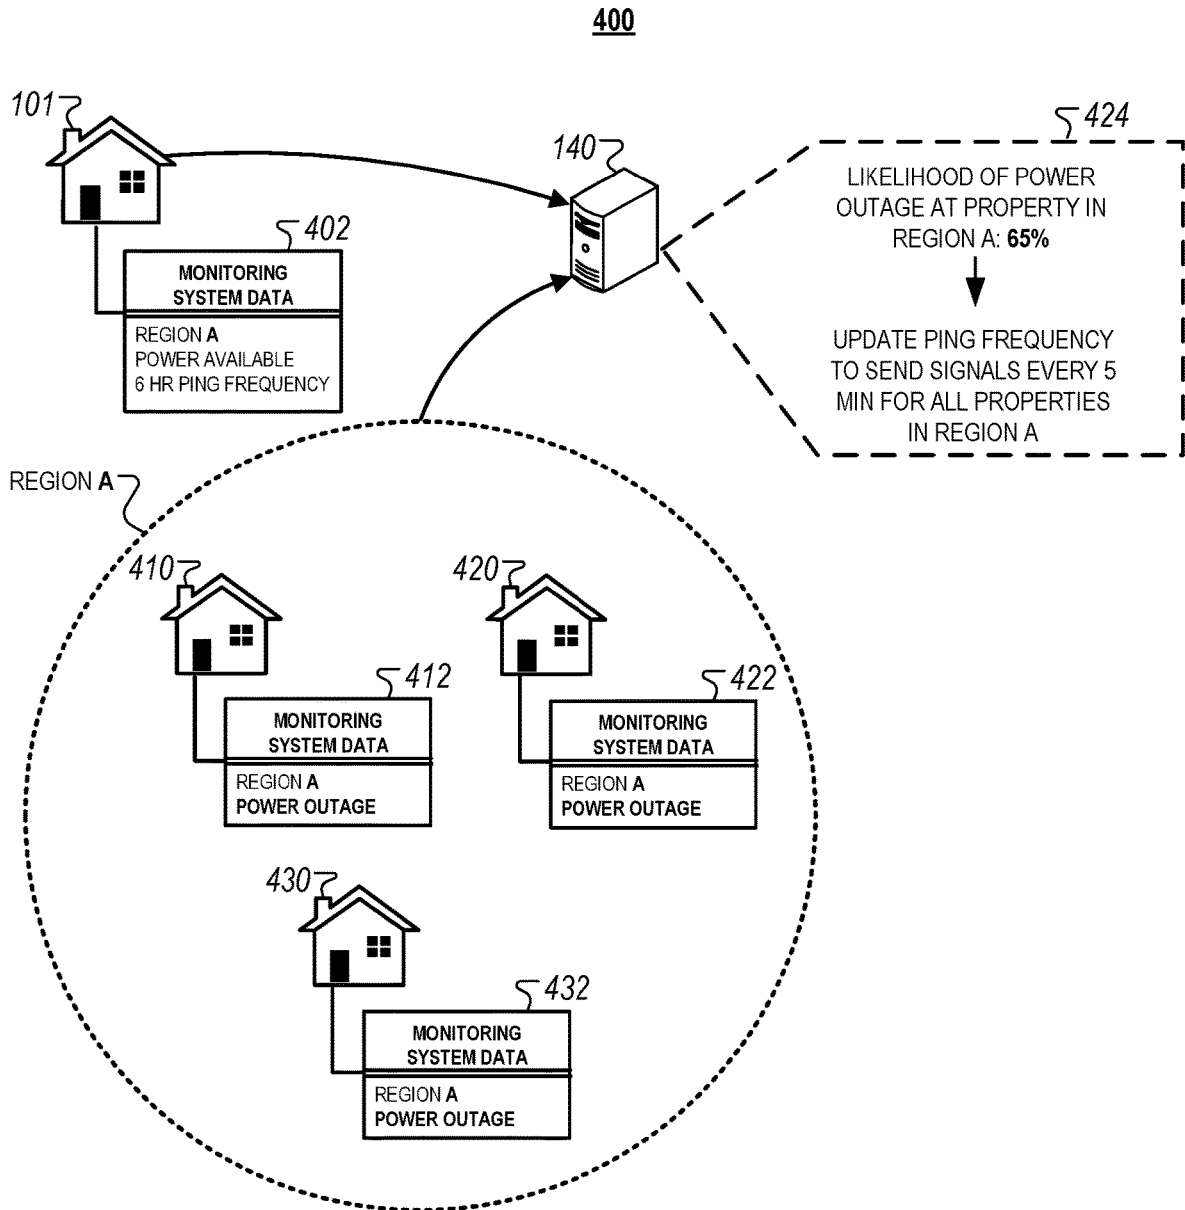 400
101
140
424
LIKELIHOOD OF POWER
OUTAGE AT PROPERTY IN
REGION A: 65%
UPDATE PING FREQUENCY
TO SEND SIGNALS EVERY 5
MIN FOR ALL PROPERTIES
IN REGION A
402
MONITORING
SYSTEM DATA
REGION A
POWER AVAILABLE
6 HR PING FREQUENCY
REGION A
410
412
MONITORING
SYSTEM DATA
REGION A
POWER OUTAGE
420
422
MONITORING
SYSTEM DATA
REGION A
POWER OUTAGE
430
432
MONITORING
SYSTEM DATA
REGION A
POWER OUTAGE